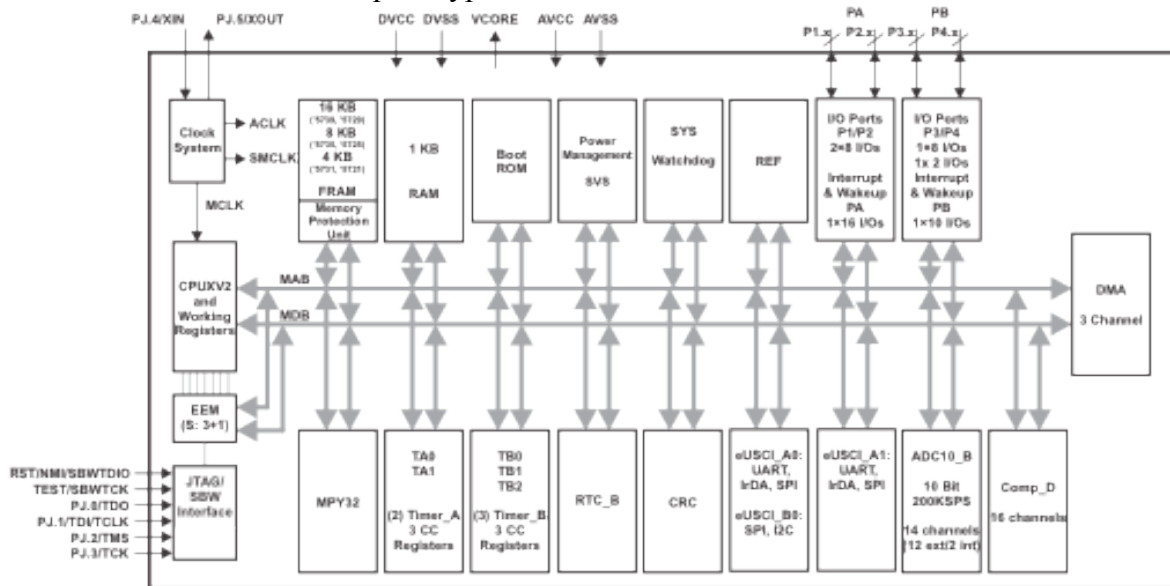 PJ.4/XIN
PJ.5/XOUT
DVCC
DVSS
VCORE
AVCC
AVSS
PA
PB
P1.x
P2.x
P3.x
P4.x
Clock
System
ACLK
SMCLK
MCLK
16 KB
8 KB
4 KB
FRAM
Memory
Protection
Unit
1 KB
RAM
Boot
ROM
Power
Management
SVS
SYS
Watchdog
REF
I/O Ports
P1/P2
2×8 I/Os
Interrupt
& Wakeup
PA
1×16 I/Os
I/O Ports
P3/P4
1×8 I/Os
1x 2 I/Os
Interrupt
& Wakeup
PB
1×10 I/Os
CPUXV2
and
Working
Registers
MAB
MDB
DMA
3 Channel
EEM
(S: 3+1)
RST/NMI/SBWTDIO
TEST/SBWTCK
PJ.0/TDO
PJ.1/TDI/TCLK
PJ.2/TMS
PJ.3/TCK
JTAG/
SBW
Interface
MPY32
TA0
TA1
(2) Timer_A
3 CC
Registers
TB0
TB1
TB2
(3) Timer_B
3 CC
Registers
RTC_B
CRC
eUSCI_A0:
UART,
IrDA, SPI
eUSCI_B0:
SPI, I2C
eUSCI_A1:
UART,
IrDA, SPI
ADC10_B
10 Bit
200KSPS
14 channels
(12 ext/2 int)
Comp_D
16 channels